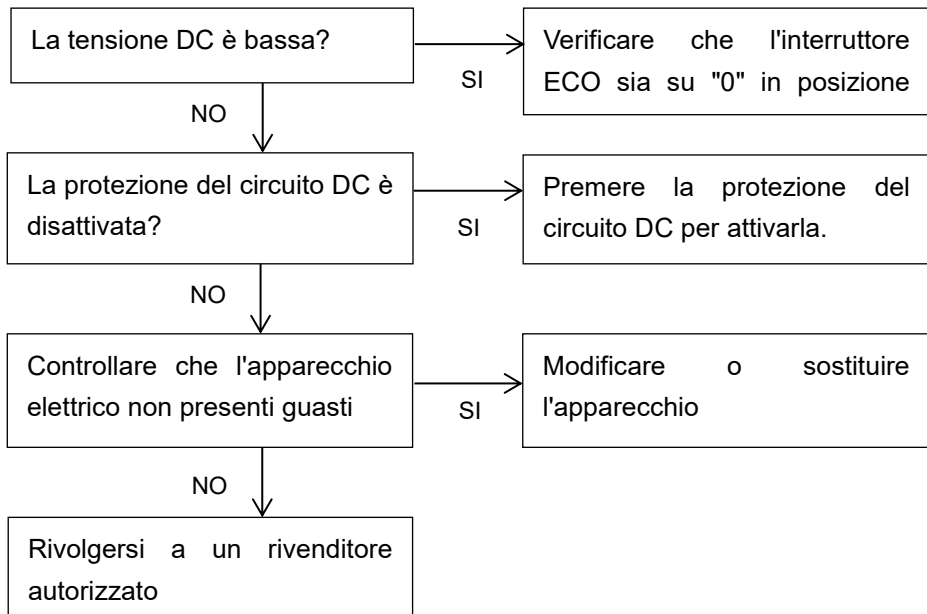 La tensione DC è bassa?
SI
Verificare che l'interruttore
ECO sia su "0" in posizione
NO
La protezione del circuito DC è
disattivata?
SI
Premere la protezione del
circuito DC per attivarla.
NO
Controllare che l'apparecchio
elettrico non presenti guasti
SI
Modificare o sostituire
l'apparecchio
NO
Rivolgersi a un rivenditore
autorizzato